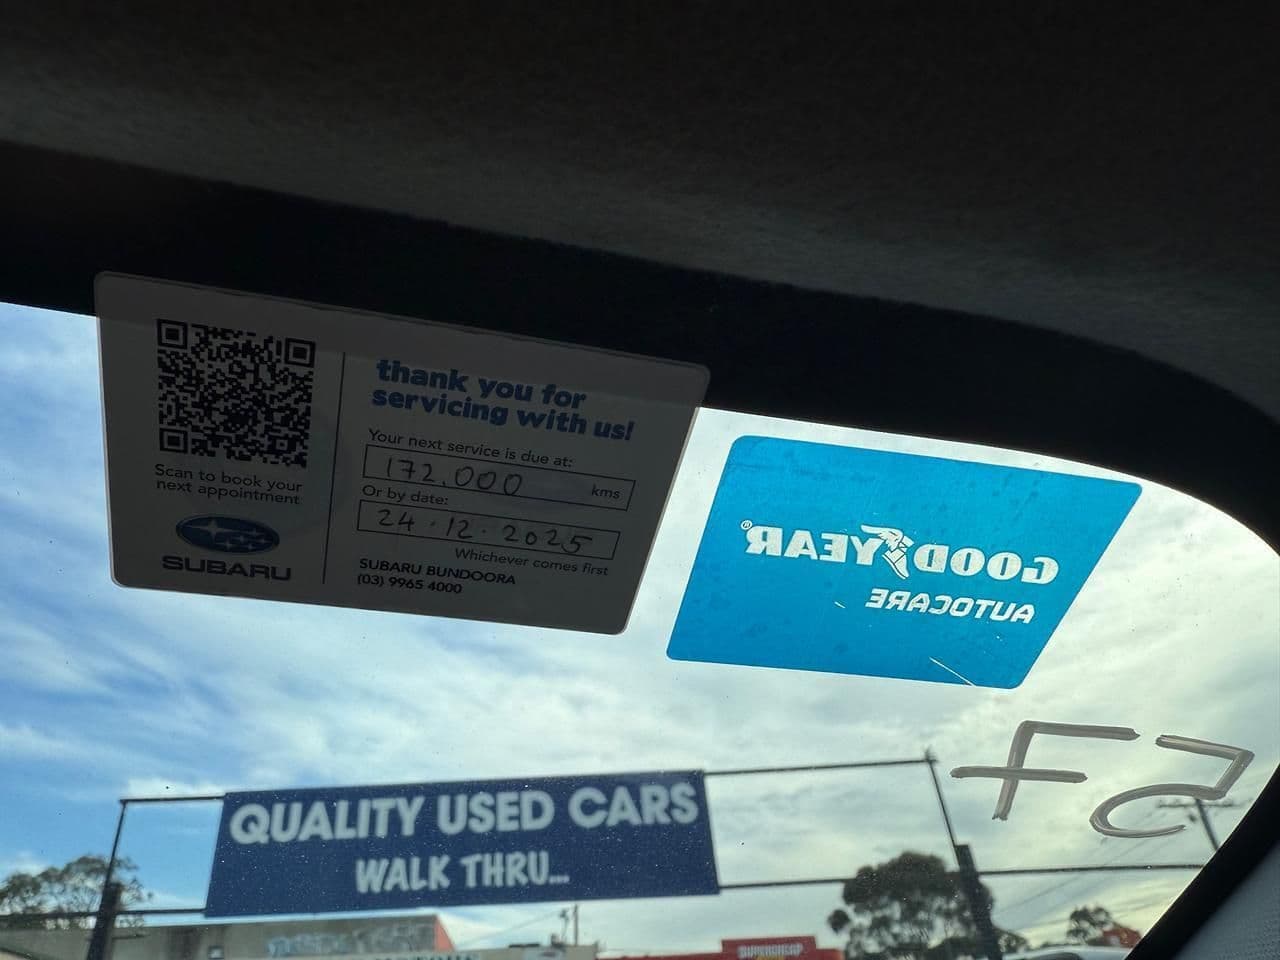 thank you for
servicing with us!
Your next service is due at:
172.000 kms
Or by date:
24.12.2025
Whichever comes first
SUBARU BUNDOORA
(03) 9965 4000
Scan to book your
next appointment
SUBARU
GOODYEAR®
AUTOCARE
QUALITY USED CARS
WALK THRU...
SUPERCHEAP